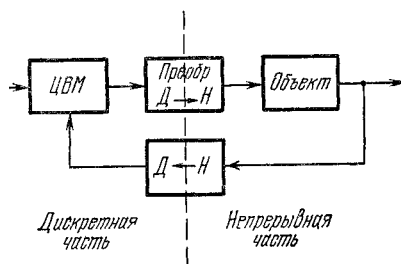 ЦВМ
Преобр
Д → Н
Объект
Д ← Н
Дискретная
часть
Непрерывная
часть